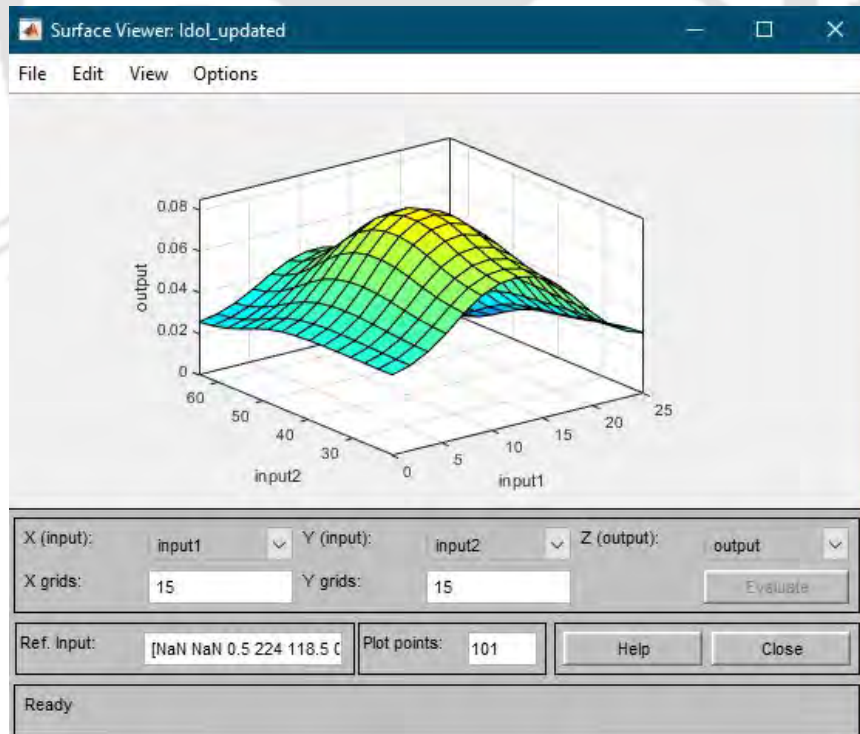 Surface Viewer: Idol_updated
File Edit View Options
0.08
0.06
0.04
0.02
0
output
60
50
40
30
input2
0
5
10
15
20
25
input1
X (input): input1 Y (input): input2 Z (output): output
X grids: 15 Y grids: 15 Evaluate
Ref. Input: [NaN NaN 0.5 224 118.5 Plot points: 101 Help Close
Ready